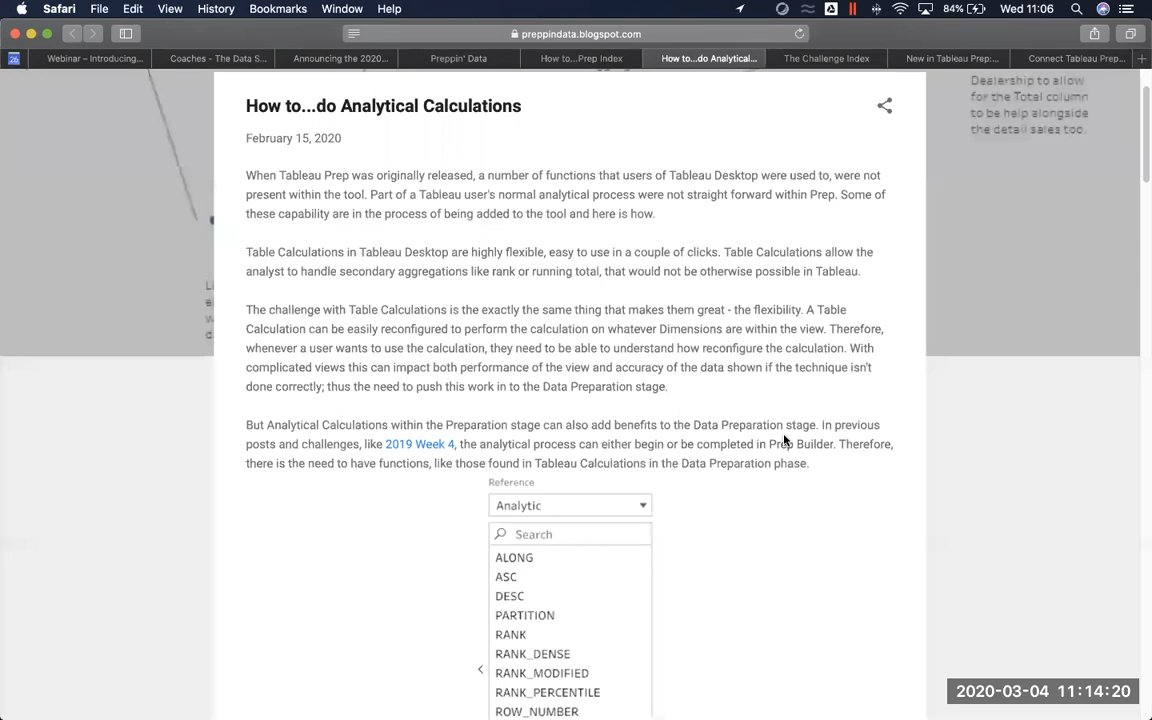 Safari File Edit View History Bookmarks Window Help 84% Wed 11:06
preppindata.blogspot.com
26 Webinar – Introducing... Coaches - The Data S... Announcing the 2020... Preppin' Data How to...Prep Index How to...do Analytical... The Challenge Index New in Tableau Prep:... Connect Tableau Prep...
Dealership to allow
for the Total column
to be help alongside
the detail sales too.
How to...do Analytical Calculations
February 15, 2020
When Tableau Prep was originally released, a number of functions that users of Tableau Desktop were used to, were not
present within the tool. Part of a Tableau user's normal analytical process were not straight forward within Prep. Some of
these capability are in the process of being added to the tool and here is how.
Table Calculations in Tableau Desktop are highly flexible, easy to use in a couple of clicks. Table Calculations allow the
analyst to handle secondary aggregations like rank or running total, that would not be otherwise possible in Tableau.
The challenge with Table Calculations is the exactly the same thing that makes them great - the flexibility. A Table
Calculation can be easily reconfigured to perform the calculation on whatever Dimensions are within the view. Therefore,
whenever a user wants to use the calculation, they need to be able to understand how reconfigure the calculation. With
complicated views this can impact both performance of the view and accuracy of the data shown if the technique isn't
done correctly; thus the need to push this work in to the Data Preparation stage.
But Analytical Calculations within the Preparation stage can also add benefits to the Data Preparation stage. In previous
posts and challenges, like 2019 Week 4, the analytical process can either begin or be completed in Prep Builder. Therefore,
there is the need to have functions, like those found in Tableau Calculations in the Data Preparation phase.
Reference
Analytic
Search
ALONG
ASC
DESC
PARTITION
RANK
RANK_DENSE
RANK_MODIFIED
RANK_PERCENTILE
ROW_NUMBER
2020-03-04 11:14:20